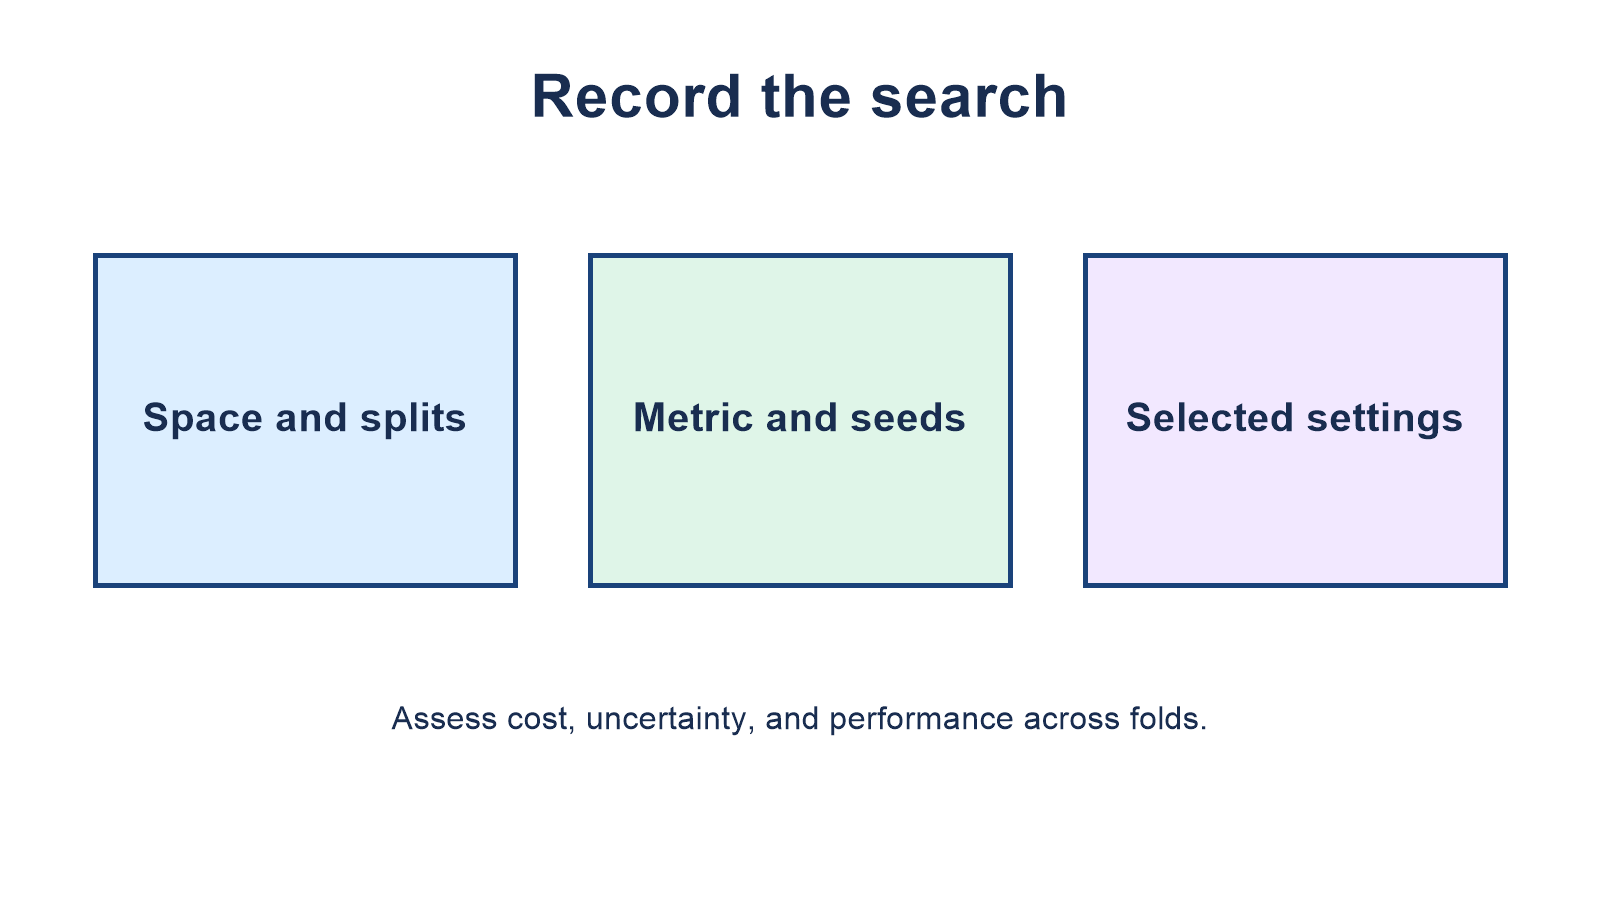 Record the search
Space and splits
Metric and seeds
Selected settings
Assess cost, uncertainty, and performance across folds.